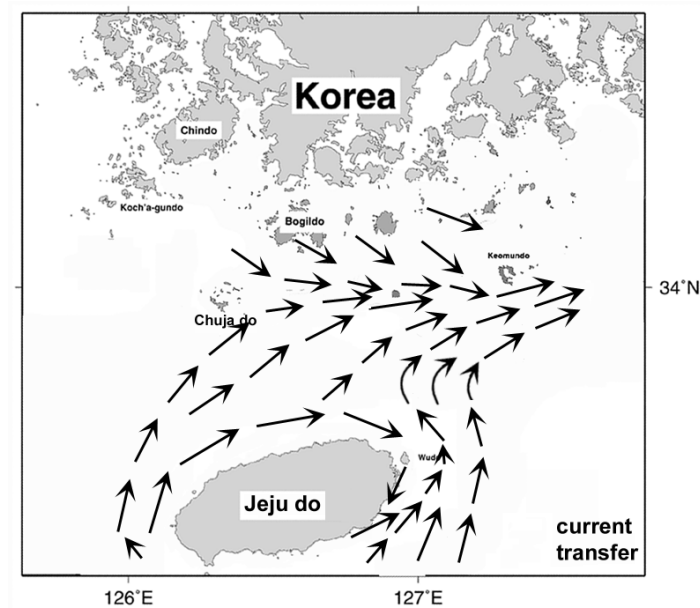 Korea
Chindo
Koch'a-gundo
Bogildo
Keomundo
34°N
Chuja do
Wudo
Jeju do
current
transfer
126°E
127°E